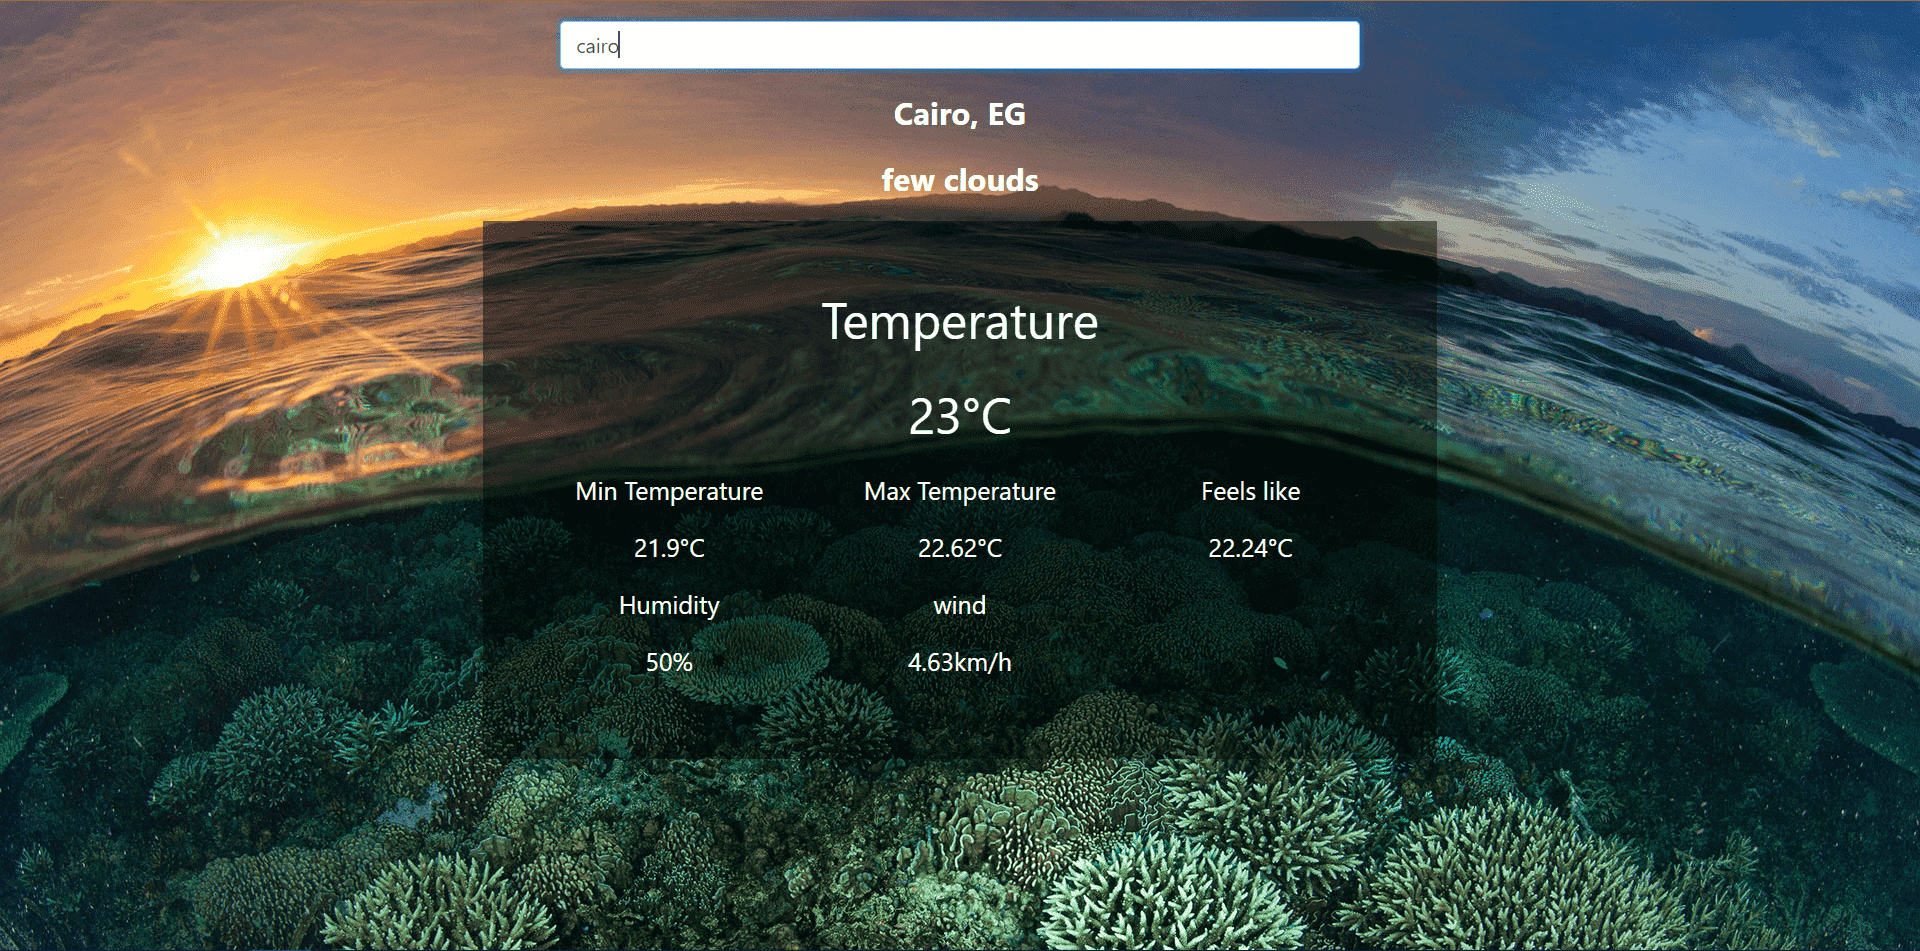 cairo
Cairo, EG
few clouds
Temperature
23°C
Min Temperature
Max Temperature
Feels like
21.9°C
22.62°C
22.24°C
Humidity
wind
50%
4.63km/h